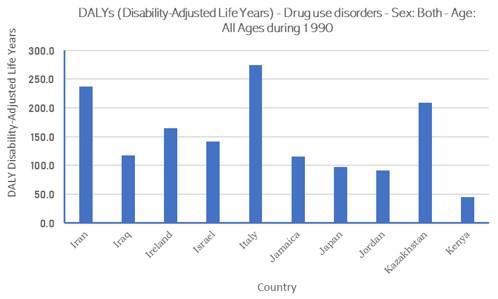 DALYs (Disability-Adjusted Life Years) - Drug use disorders - Sex: Both - Age:
All Ages during 1990
DALY Disability-Adjusted Life Years
300.0
250.0
200.0
150.0
100.0
50.0
0.0
Iran
Iraq
Ireland
Israel
Italy
Jamaica
Japan
Jordan
Kazakhstan
Kenya
Country